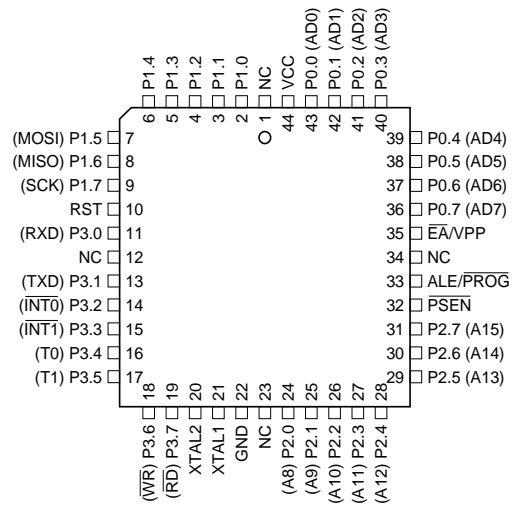 P1.4
P1.3
P1.2
P1.1
P1.0
NC
VCC
P0.0 (AD0)
P0.1 (AD1)
P0.2 (AD2)
P0.3 (AD3)
6
5
4
3
2
1
44
43
42
41
40
(MOSI) P1.5 7
(MISO) P1.6 8
(SCK) P1.7 9
RST 10
(RXD) P3.0 11
NC 12
(TXD) P3.1 13
(INT0) P3.2 14
(INT1) P3.3 15
(T0) P3.4 16
(T1) P3.5 17
39 P0.4 (AD4)
38 P0.5 (AD5)
37 P0.6 (AD6)
36 P0.7 (AD7)
35 EA/VPP
34 NC
33 ALE/PROG
32 PSEN
31 P2.7 (A15)
30 P2.6 (A14)
29 P2.5 (A13)
18
19
20
21
22
23
24
25
26
27
28
(WR) P3.6
(RD) P3.7
XTAL2
XTAL1
GND
NC
(A8) P2.0
(A9) P2.1
(A10) P2.2
(A11) P2.3
(A12) P2.4